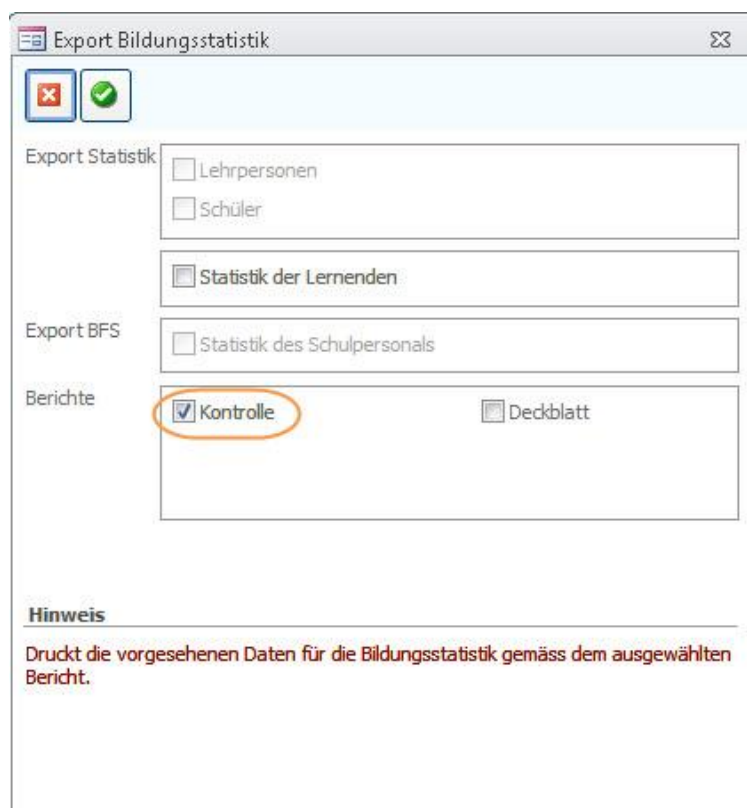 Export Bildungsstatistik
Export Statistik
Lehrpersonen
Schüler
Statistik der Lernenden
Export BFS
Statistik des Schulpersonals
Berichte
Kontrolle
Deckblatt
Hinweis
Druckt die vorgesehenen Daten für die Bildungsstatistik gemäss dem ausgewählten
Bericht.